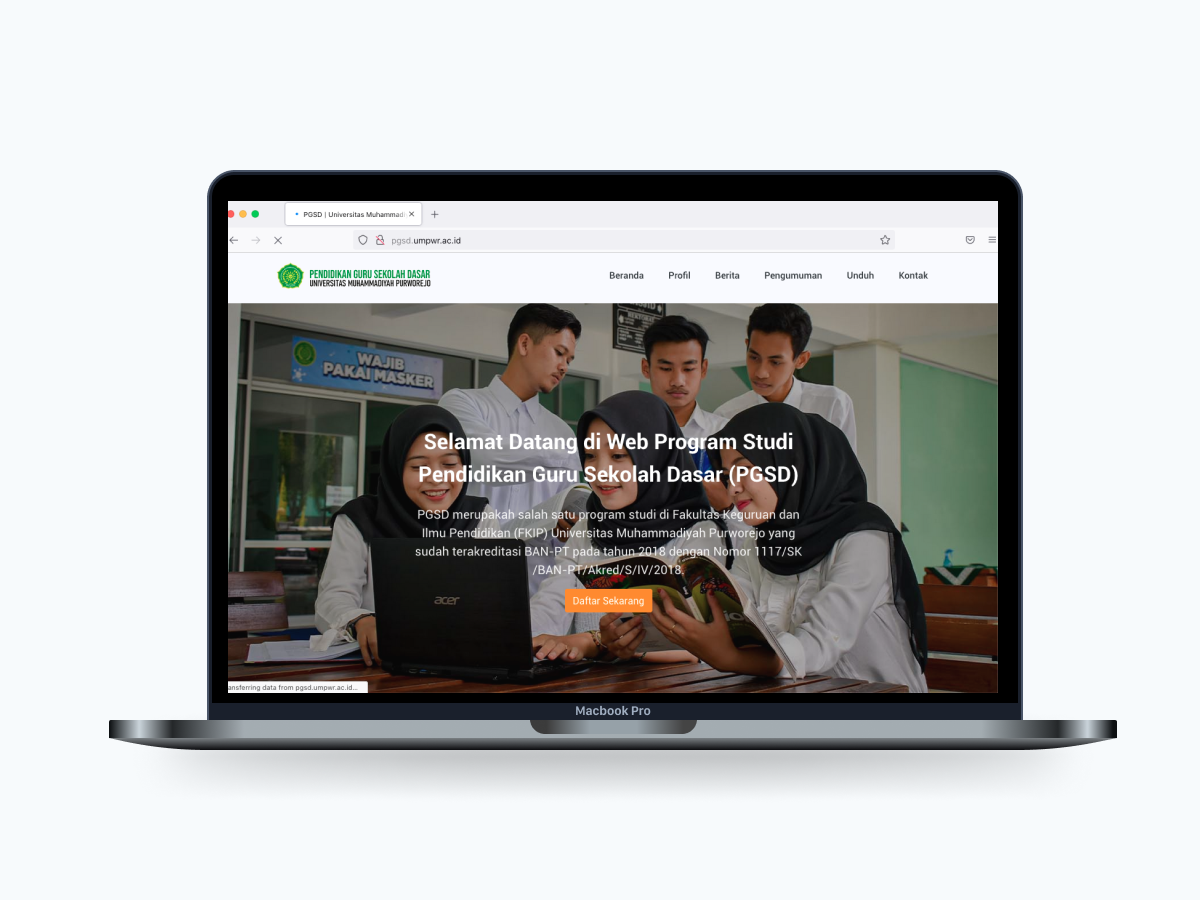 PGSD | Universitas Muhammadi
pgsd.umpwr.ac.id
PENDIDIKAN GURU SEKOLAH DASAR
UNIVERSITAS MUHAMMADIYAH PURWOREJO
Beranda Profil Berita Pengumuman Unduh Kontak
WAJIB
PAKAI MASKER
Selamat Datang di Web Program Studi
Pendidikan Guru Sekolah Dasar (PGSD)
PGSD merupakah salah satu program studi di Fakultas Keguruan dan
Ilmu Pendidikan (FKIP) Universitas Muhammadiyah Purworejo yang
sudah terakreditasi BAN-PT pada tahun 2018 dengan Nomor 1117/SK
/BAN-PT/Akred/S/IV/2018.
acer
Daftar Sekarang
ansferring data from pgsd.umpwr.ac.id...
Macbook Pro